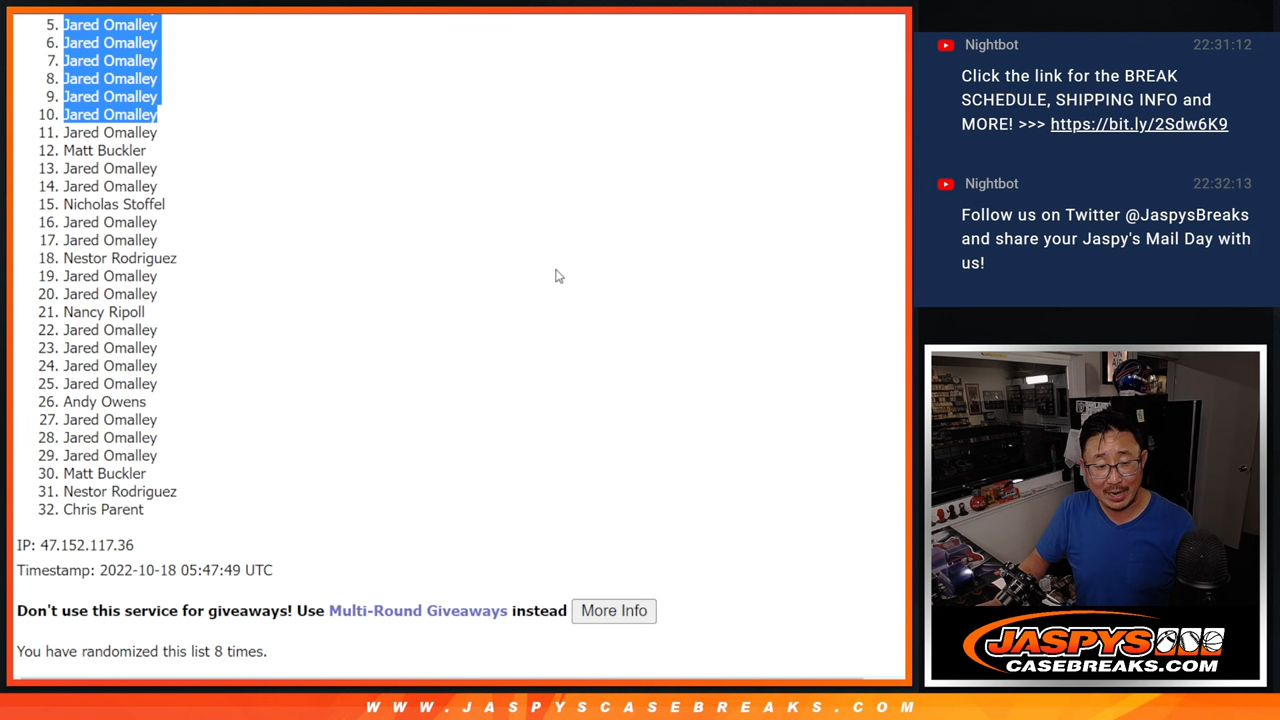 5. Jared Omalley
6. Jared Omalley
7. Jared Omalley
8. Jared Omalley
9. Jared Omalley
10. Jared Omalley
11. Jared Omalley
12. Matt Buckler
13. Jared Omalley
14. Jared Omalley
15. Nicholas Stoffel
16. Jared Omalley
17. Jared Omalley
18. Nestor Rodriguez
19. Jared Omalley
20. Jared Omalley
21. Nancy Ripoll
22. Jared Omalley
23. Jared Omalley
24. Jared Omalley
25. Jared Omalley
26. Andy Owens
27. Jared Omalley
28. Jared Omalley
29. Jared Omalley
30. Matt Buckler
31. Nestor Rodriguez
32. Chris Parent
IP: 47.152.117.36
Timestamp: 2022-10-18 05:47:49 UTC
Don't use this service for giveaways! Use Multi-Round Giveaways instead More Info
You have randomized this list 8 times.
Nightbot 22:31:12
Click the link for the BREAK
SCHEDULE, SHIPPING INFO and
MORE! >>> https://bit.ly/2Sdw6K9
Nightbot 22:32:13
Follow us on Twitter @JaspysBreaks
and share your Jaspy's Mail Day with
us!
ON
AIR
JASPYS
CASEBREAKS.COM
WWW.JASPYSCASEBREAKS.COM